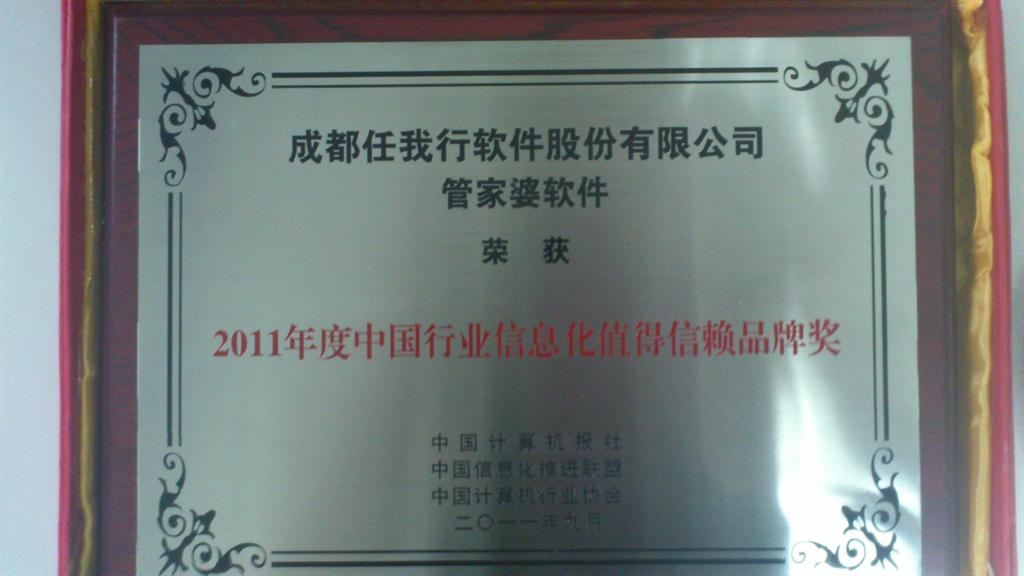 成都任我行软件股份有限公司
管家婆软件
荣 获
2011年度中国行业信息化值得信赖品牌奖
中国计算机报社
中国信息化推进联盟
中国计算机行业协会
二〇一一年九月